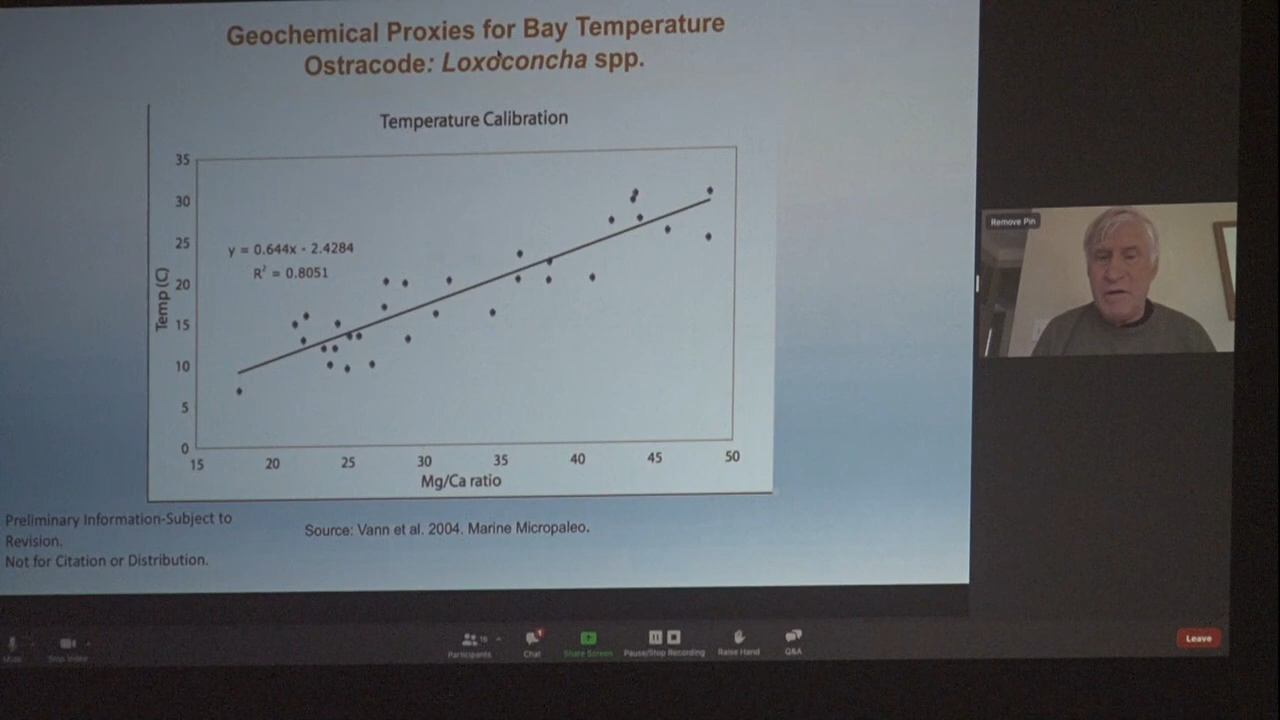 Geochemical Proxies for Bay Temperature
Ostracode: Loxoconcha spp.
Temperature Calibration
35
30
25
20
15
10
5
0
Temp (C)
y = 0.644x - 2.4284
R² = 0.8051
15 20 25 30 35 40 45 50
Mg/Ca ratio
Preliminary Information-Subject to
Revision.
Not for Citation or Distribution.
Source: Vann et al. 2004. Marine Micropaleo.
Remove Pin
Participants
Chat
Share Screen
Pause/Stop Recording
Raise Hand
Q&A
Leave